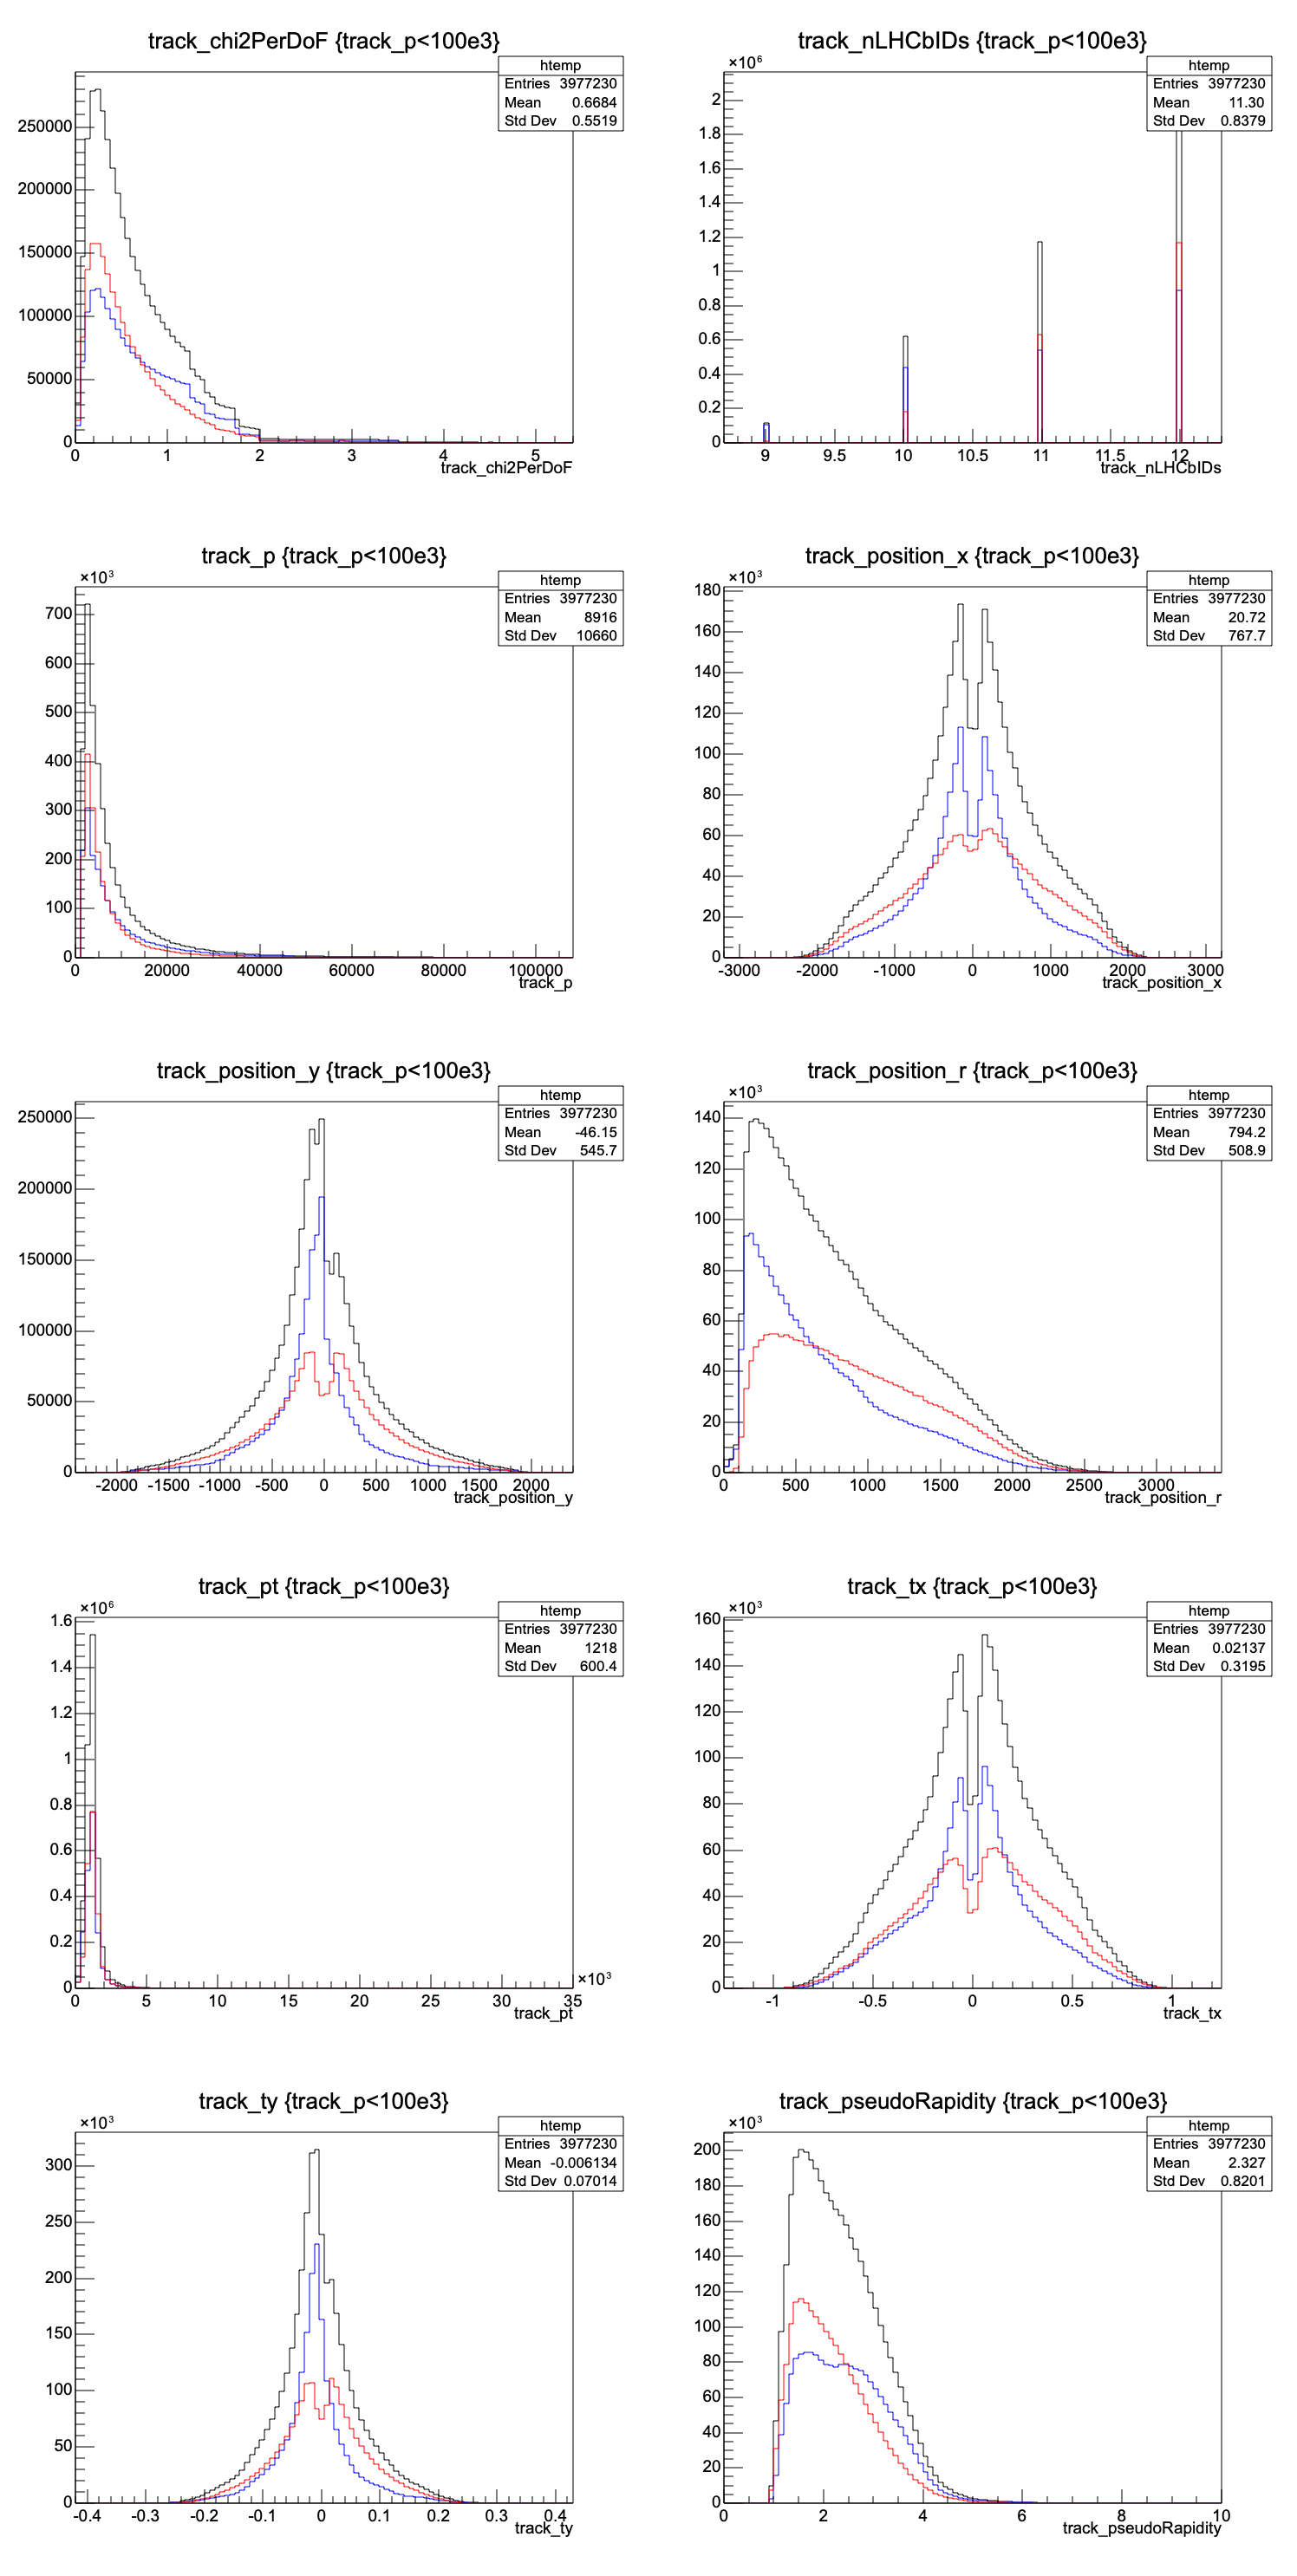 track_chi2PerDoF {track_p<100e3}
htemp
Entries 3977230
Mean 0.6684
Std Dev 0.5519
250000
200000
150000
100000
50000
0
0 1 2 3 4 5
track_chi2PerDoF
track_nLHCbIDs {track_p<100e3}
×10⁶
htemp
Entries 3977230
Mean 11.30
Std Dev 0.8379
2
1.8
1.6
1.4
1.2
1
0.8
0.6
0.4
0.2
0
9 9.5 10 10.5 11 11.5 12
track_nLHCbIDs
track_p {track_p<100e3}
×10³
htemp
Entries 3977230
Mean 8916
Std Dev 10660
700
600
500
400
300
200
100
0
0 20000 40000 60000 80000 100000
track_p
track_position_x {track_p<100e3}
×10³
htemp
Entries 3977230
Mean 20.72
Std Dev 767.7
180
160
140
120
100
80
60
40
20
0
-3000 -2000 -1000 0 1000 2000 3000
track_position_x
track_position_y {track_p<100e3}
htemp
Entries 3977230
Mean -46.15
Std Dev 545.7
250000
200000
150000
100000
50000
0
-2000 -1500 -1000 -500 0 500 1000 1500 2000
track_position_y
track_position_r {track_p<100e3}
×10³
htemp
Entries 3977230
Mean 794.2
Std Dev 508.9
140
120
100
80
60
40
20
0
0 500 1000 1500 2000 2500 3000
track_position_r
track_pt {track_p<100e3}
×10⁶
htemp
Entries 3977230
Mean 1218
Std Dev 600.4
1.6
1.4
1.2
1
0.8
0.6
0.4
0.2
0
×10³
0 5 10 15 20 25 30 35
track_pt
track_tx {track_p<100e3}
×10³
htemp
Entries 3977230
Mean 0.02137
Std Dev 0.3195
160
140
120
100
80
60
40
20
0
-1 -0.5 0 0.5 1
track_tx
track_ty {track_p<100e3}
×10³
htemp
Entries 3977230
Mean -0.006134
Std Dev 0.07014
300
250
200
150
100
50
0
-0.4 -0.3 -0.2 -0.1 0 0.1 0.2 0.3 0.4
track_ty
track_pseudoRapidity {track_p<100e3}
×10³
htemp
Entries 3977230
Mean 2.327
Std Dev 0.8201
200
180
160
140
120
100
80
60
40
20
0
0 2 4 6 8 10
track_pseudoRapidity